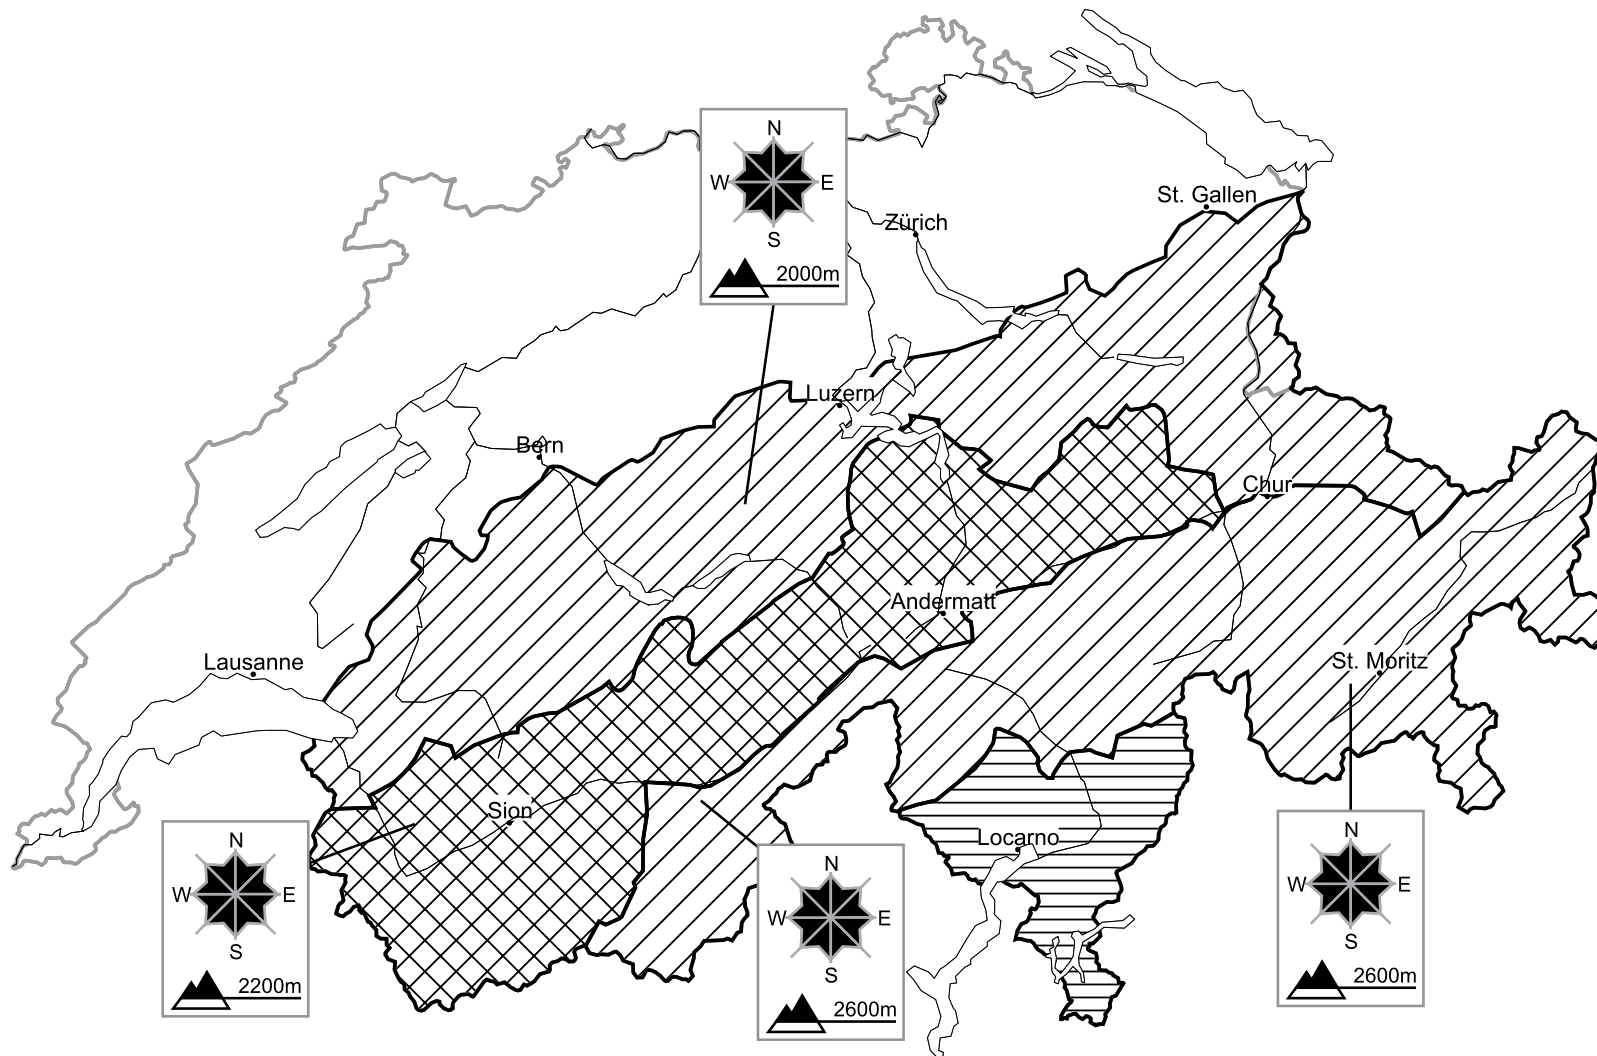 N
W E
S
2000m
St. Gallen
Zürich
Luzern
Bern
Chur
Andermatt
Lausanne
St. Moritz
Sion
Locarno
N
W E
S
2200m
N
W E
S
2600m
N
W E
S
2600m